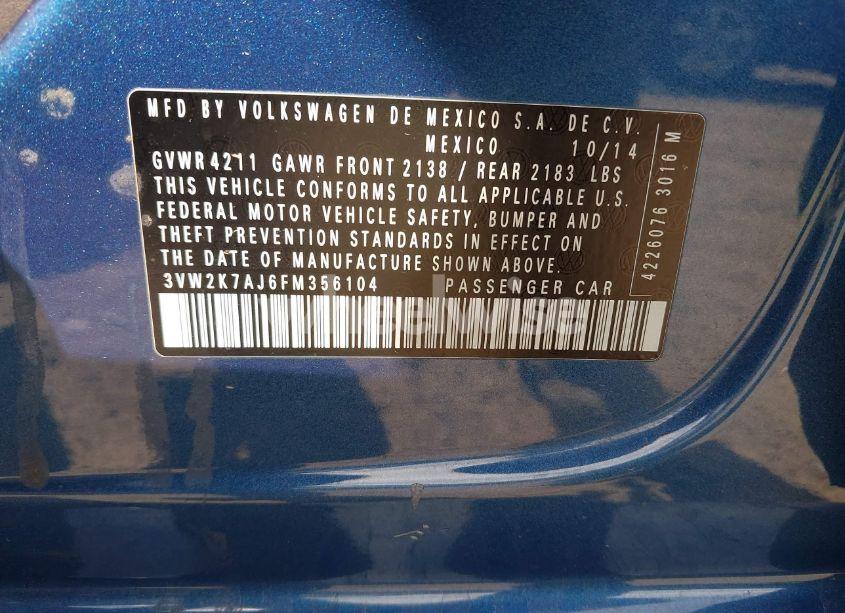 MFD BY VOLKSWAGEN DE MEXICO S.A. DE C.V.
MEXICO 10/14
GVWR 4211 GAWR FRONT 2138 / REAR 2183 LBS
THIS VEHICLE CONFORMS TO ALL APPLICABLE U.S.
FEDERAL MOTOR VEHICLE SAFETY, BUMPER AND
THEFT PREVENTION STANDARDS IN EFFECT ON
THE DATE OF MANUFACTURE SHOWN ABOVE.
3VW2K7AJ6FM356104 PASSENGER CAR
4226076 3016 M
wheelwise